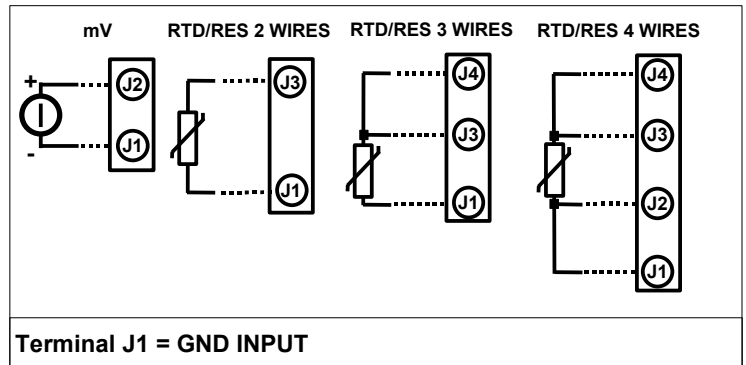 mV RTD/RES 2 WIRES RTD/RES 3 WIRES RTD/RES 4 WIRES
+ J2 J3 J4 J4
J3 J3
- J1 J1 J1 J2
J1
Terminal J1 = GND INPUT